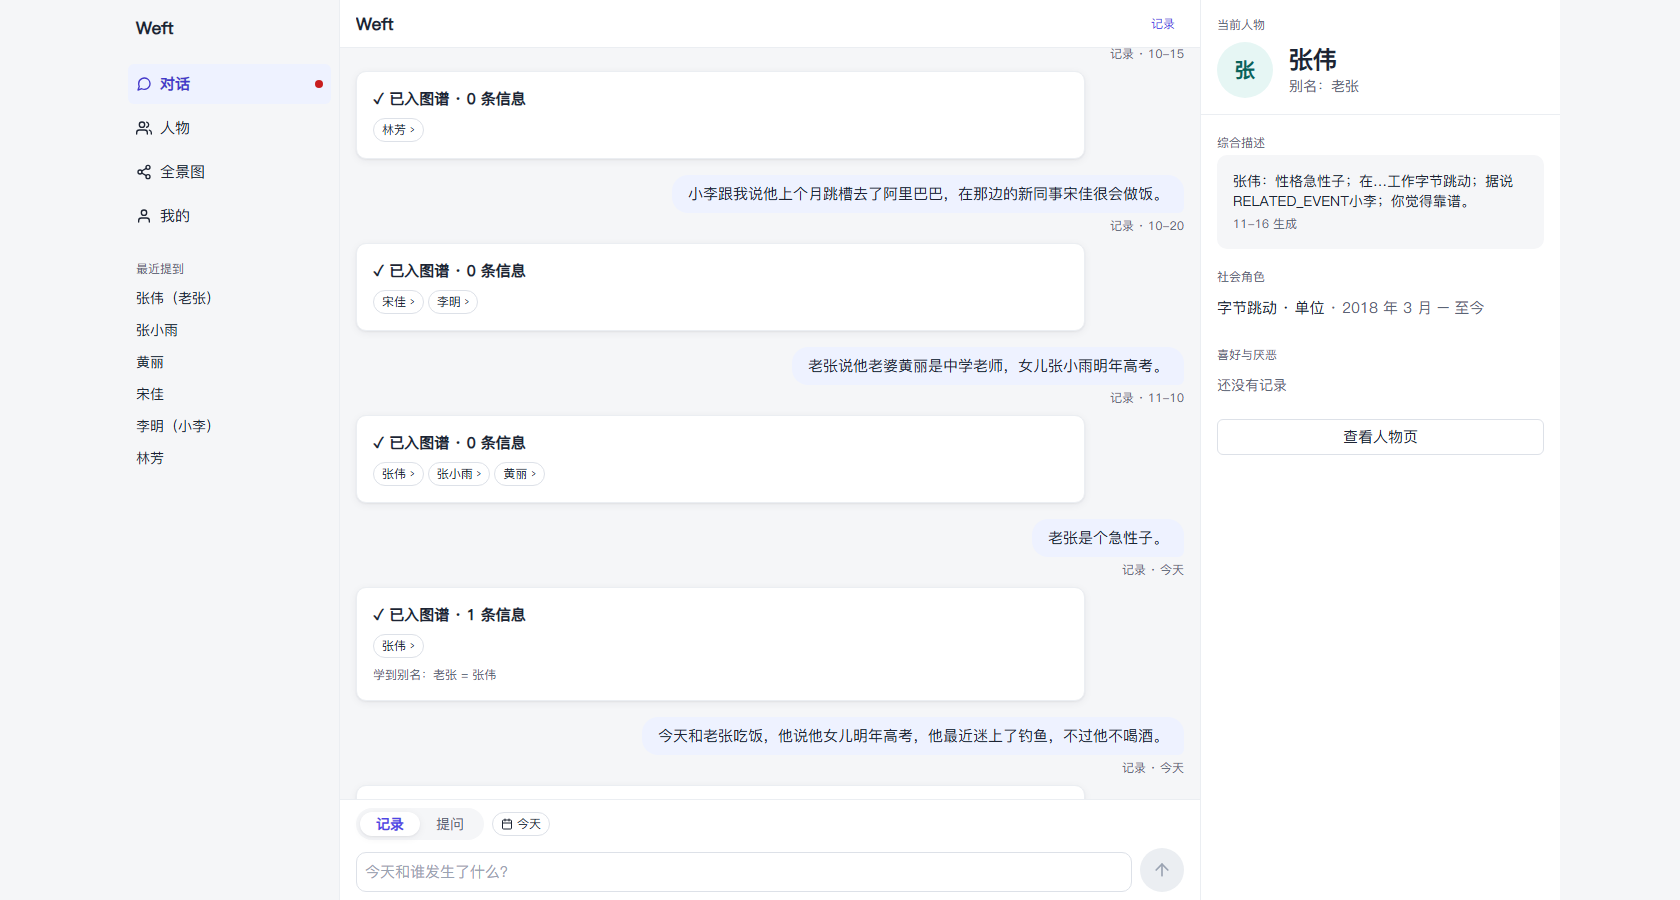 Weft
对话
人物
全景图
我的
最近提到
张伟（老张）
张小雨
黄丽
宋佳
李明（小李）
林芳
Weft
记录
记录 · 10-15
✓ 已入图谱 · 0 条信息
林芳 ›
小李跟我说他上个月跳槽去了阿里巴巴，在那边的新同事宋佳很会做饭。
记录 · 10-20
✓ 已入图谱 · 0 条信息
宋佳 › 李明 ›
老张说他老婆黄丽是中学老师，女儿张小雨明年高考。
记录 · 11-10
✓ 已入图谱 · 0 条信息
张伟 › 张小雨 › 黄丽 ›
老张是个急性子。
记录 · 今天
✓ 已入图谱 · 1 条信息
张伟 ›
学到别名：老张 = 张伟
今天和老张吃饭，他说他女儿明年高考，他最近迷上了钓鱼，不过他不喝酒。
记录 · 今天
记录 提问 今天
今天和谁发生了什么？
当前人物
张
张伟
别名：老张
综合描述
张伟：性格急性子；在…工作字节跳动；据说
RELATED_EVENT小李；你觉得靠谱。
11-16 生成
社会角色
字节跳动 · 单位 · 2018 年 3 月 — 至今
喜好与厌恶
还没有记录
查看人物页